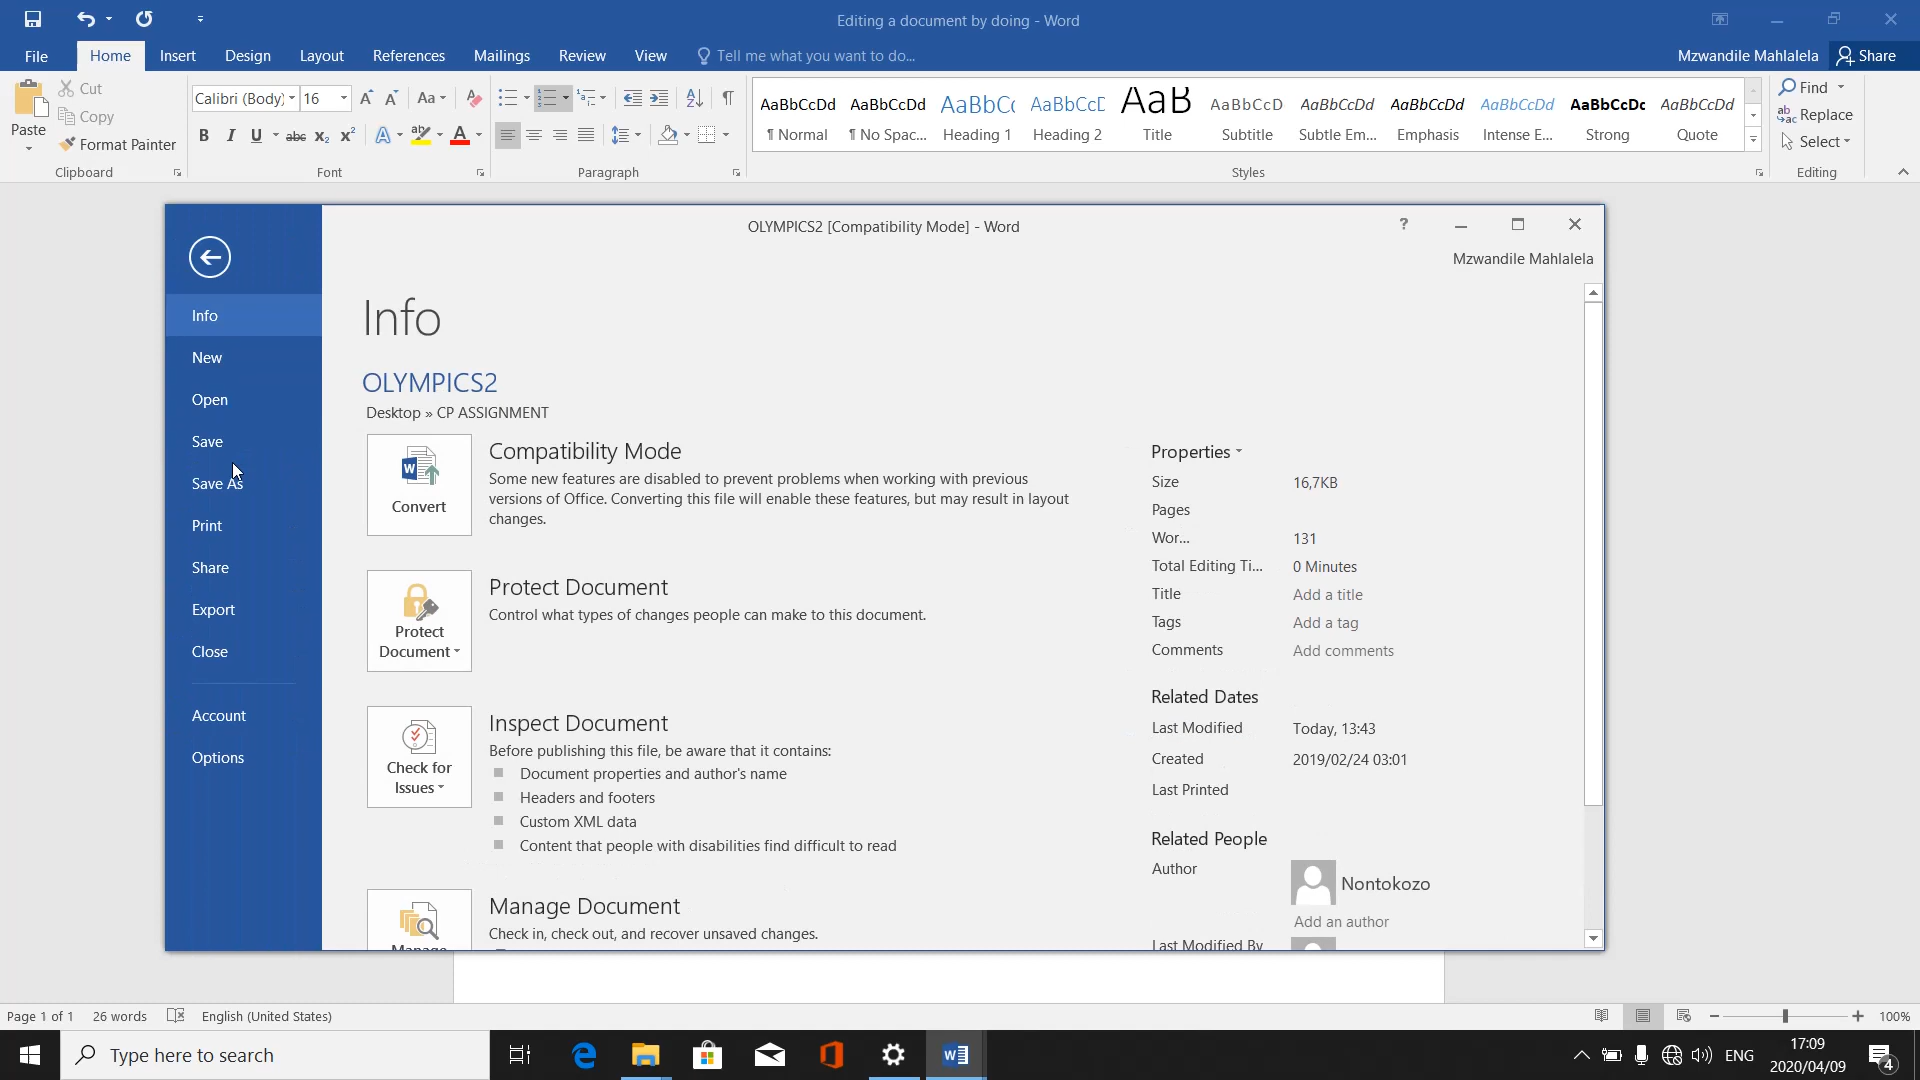 Editing a document by doing - Word
File Home Insert Design Layout References Mailings Review View Tell me what you want to do... Mzwandile Mahlalela Share
Paste Cut
Copy
Format Painter
Clipboard
Calibri (Body) 16 Aa
B I U abc X₂ X² A A
Font
Paragraph
AaBbCcDd AaBbCcDd AaBbCc AaBbCcD AaB AaBbCcD AaBbCcDd AaBbCcDd AaBbCcDd AaBbCcDc AaBbCcDd
¶ Normal ¶ No Spac... Heading 1 Heading 2 Title Subtitle Subtle Em... Emphasis Intense E... Strong Quote
Styles
Find
Replace
Select
Editing
OLYMPICS2 [Compatibility Mode] - Word ?
Mzwandile Mahlalela
Info
New
Open
Save
Save As
Print
Share
Export
Close
Account
Options
Info
OLYMPICS2
Desktop » CP ASSIGNMENT
Convert
Compatibility Mode
Some new features are disabled to prevent problems when working with previous
versions of Office. Converting this file will enable these features, but may result in layout
changes.
Protect
Document
Protect Document
Control what types of changes people can make to this document.
Check for
Issues
Inspect Document
Before publishing this file, be aware that it contains:
Document properties and author's name
Headers and footers
Custom XML data
Content that people with disabilities find difficult to read
Manage
Manage Document
Check in, check out, and recover unsaved changes.
Properties
Size 16,7KB
Pages
Wor... 131
Total Editing Ti... 0 Minutes
Title Add a title
Tags Add a tag
Comments Add comments
Related Dates
Last Modified Today, 13:43
Created 2019/02/24 03:01
Last Printed
Related People
Author Nontokozo
Add an author
Last Modified By
Page 1 of 1 26 words English (United States) 100%
Type here to search
ENG 17:09
2020/04/09 4